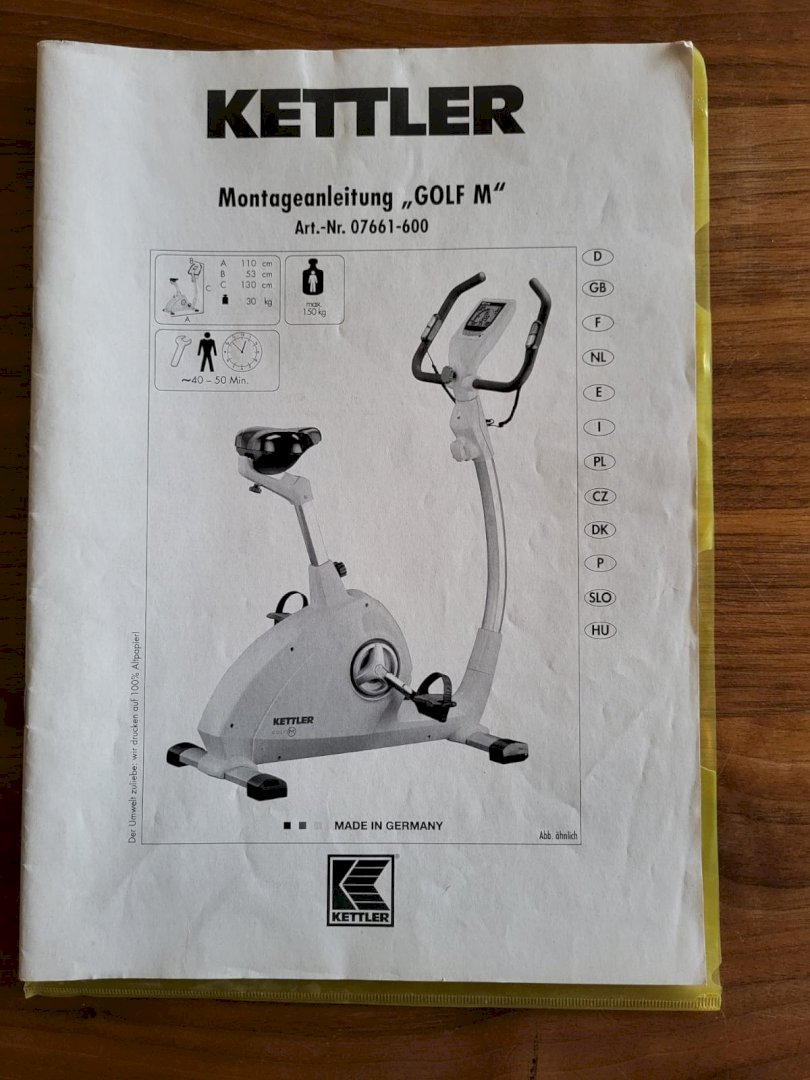 KETTLER
Montageanleitung „GOLF M“
Art.-Nr. 07661-600
A 110 cm
B 53 cm
C 130 cm
30 kg
C
A
max.
150 kg
~40 – 50 Min.
D
GB
F
NL
E
I
PL
CZ
DK
P
SLO
HU
KETTLER
GOLF M
Der Umwelt zuliebe: wir drucken auf 100% Altpapier!
MADE IN GERMANY
Abb. ähnlich
KETTLER